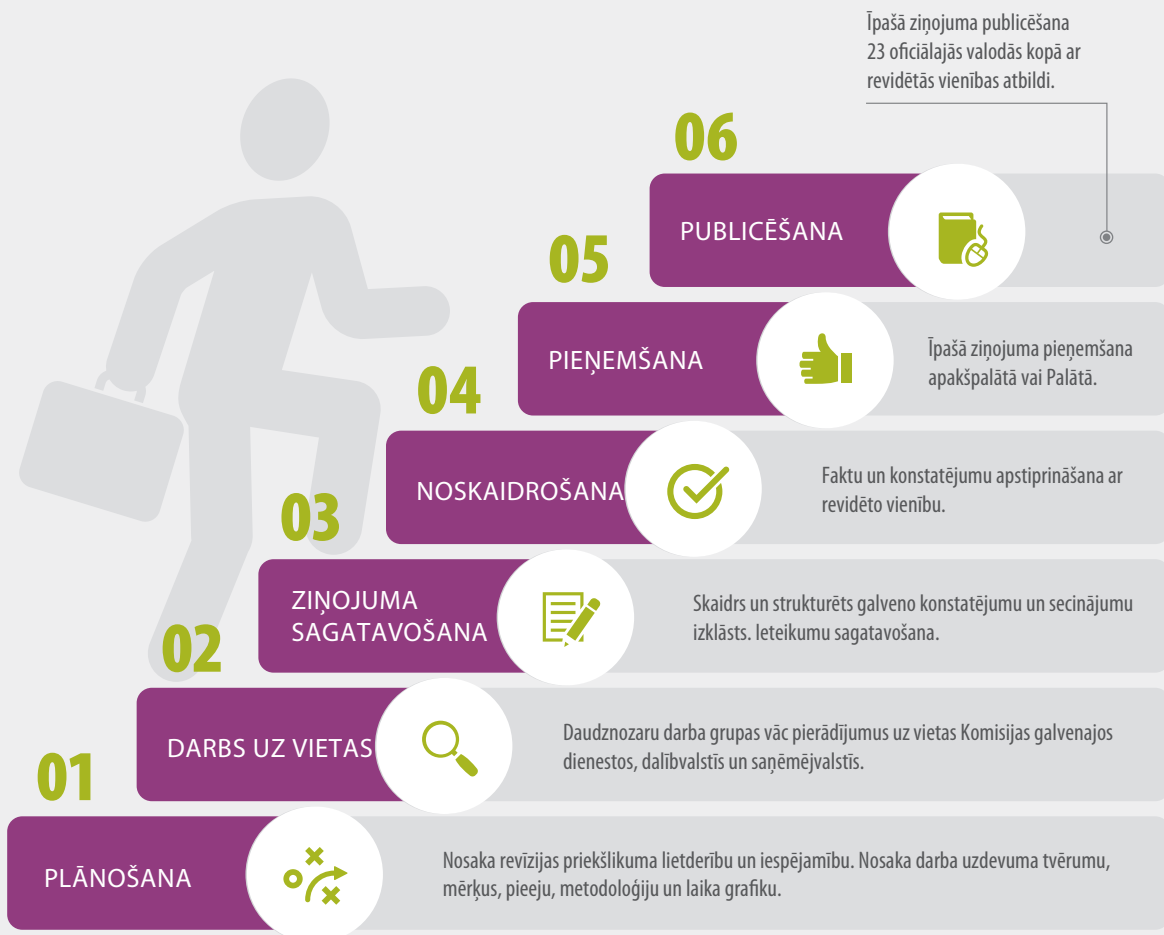 Īpašā ziņojuma publicēšana
23 oficiālajās valodās kopā ar
revidētās vienības atbildi.
06
PUBLICĒŠANA
05
PIEŅEMŠANA
Īpašā ziņojuma pieņemšana
apakšpalātā vai Palātā.
04
NOSKAIDROŠANA
Faktu un konstatējumu apstiprināšana ar
revidēto vienību.
03
ZIŅOJUMA
SAGATAVOŠANA
Skaidrs un strukturēts galveno konstatējumu un secinājumu
izklāsts. Ieteikumu sagatavošana.
02
DARBS UZ VIETAS
Daudznozaru darba grupas vāc pierādījumus uz vietas Komisijas galvenajos
dienestos, dalībvalstīs un saņēmējvalstīs.
01
PLĀNOŠANA
Nosaka revīzijas priekšlikuma lietderību un iespējamību. Nosaka darba uzdevuma tvērumu,
mērķus, pieeju, metodoloģiju un laika grafiku.